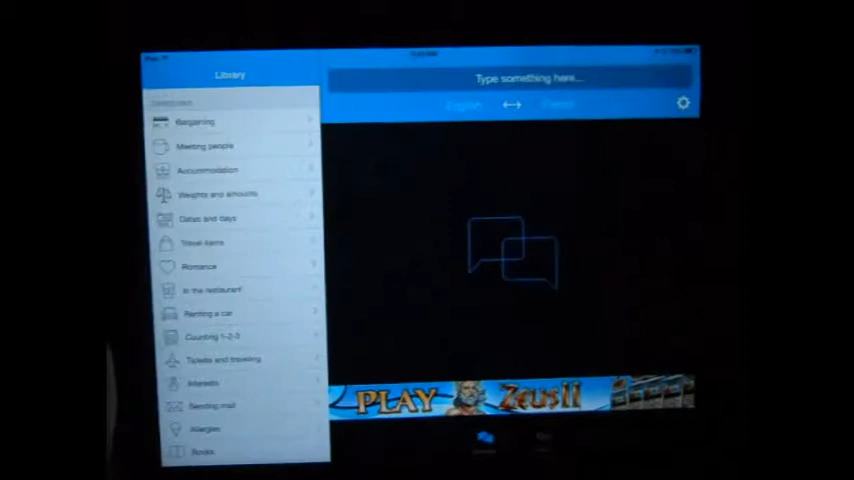 Library
Type something here...
English
Bargaining
Meeting people
Accommodation
Weights and amounts
Dates and days
Travel items
Romance
In the restaurant
Renting a car
Counting 1-2-3
Tickets and traveling
Interests
Sending mail
Allergies
Books
PLAY Zeus II